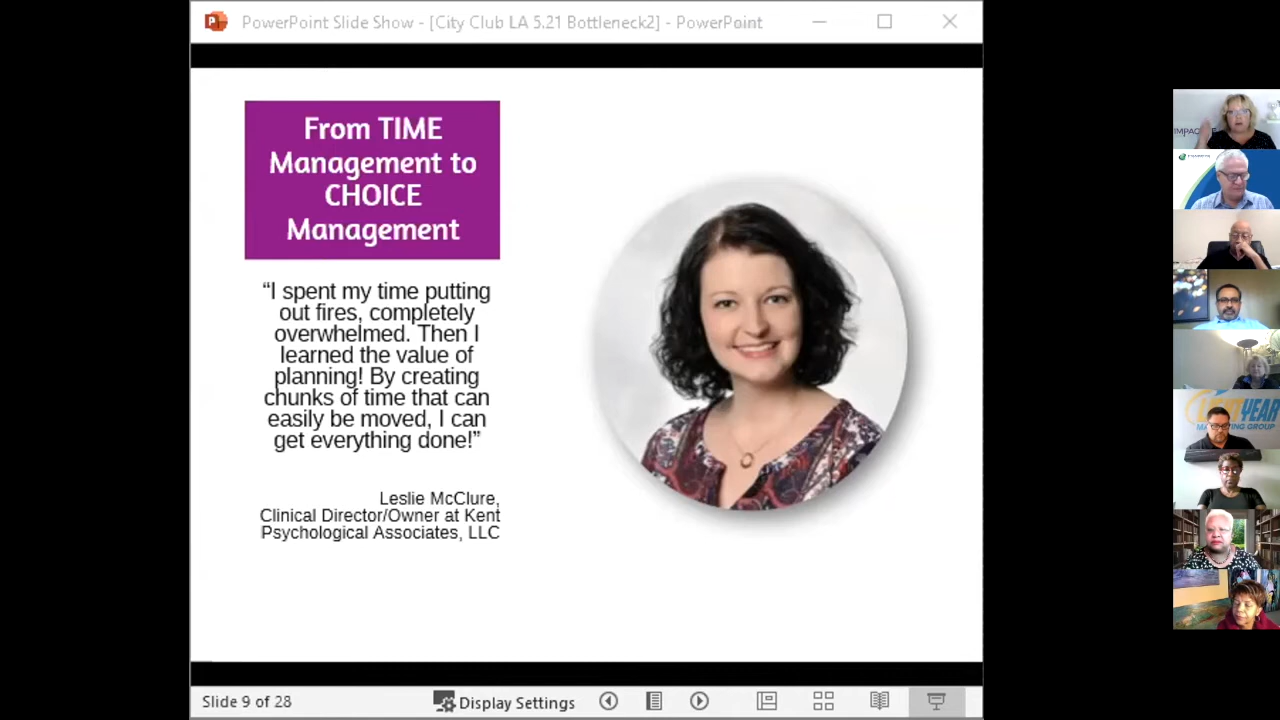 PowerPoint Slide Show - [City Club LA 5.21 Bottleneck2] - PowerPoint
From TIME
Management to
CHOICE
Management
“I spent my time putting
out fires, completely
overwhelmed. Then I
learned the value of
planning! By creating
chunks of time that can
easily be moved, I can
get everything done!”
Leslie McClure,
Clinical Director/Owner at Kent
Psychological Associates, LLC
Slide 9 of 28
Display Settings